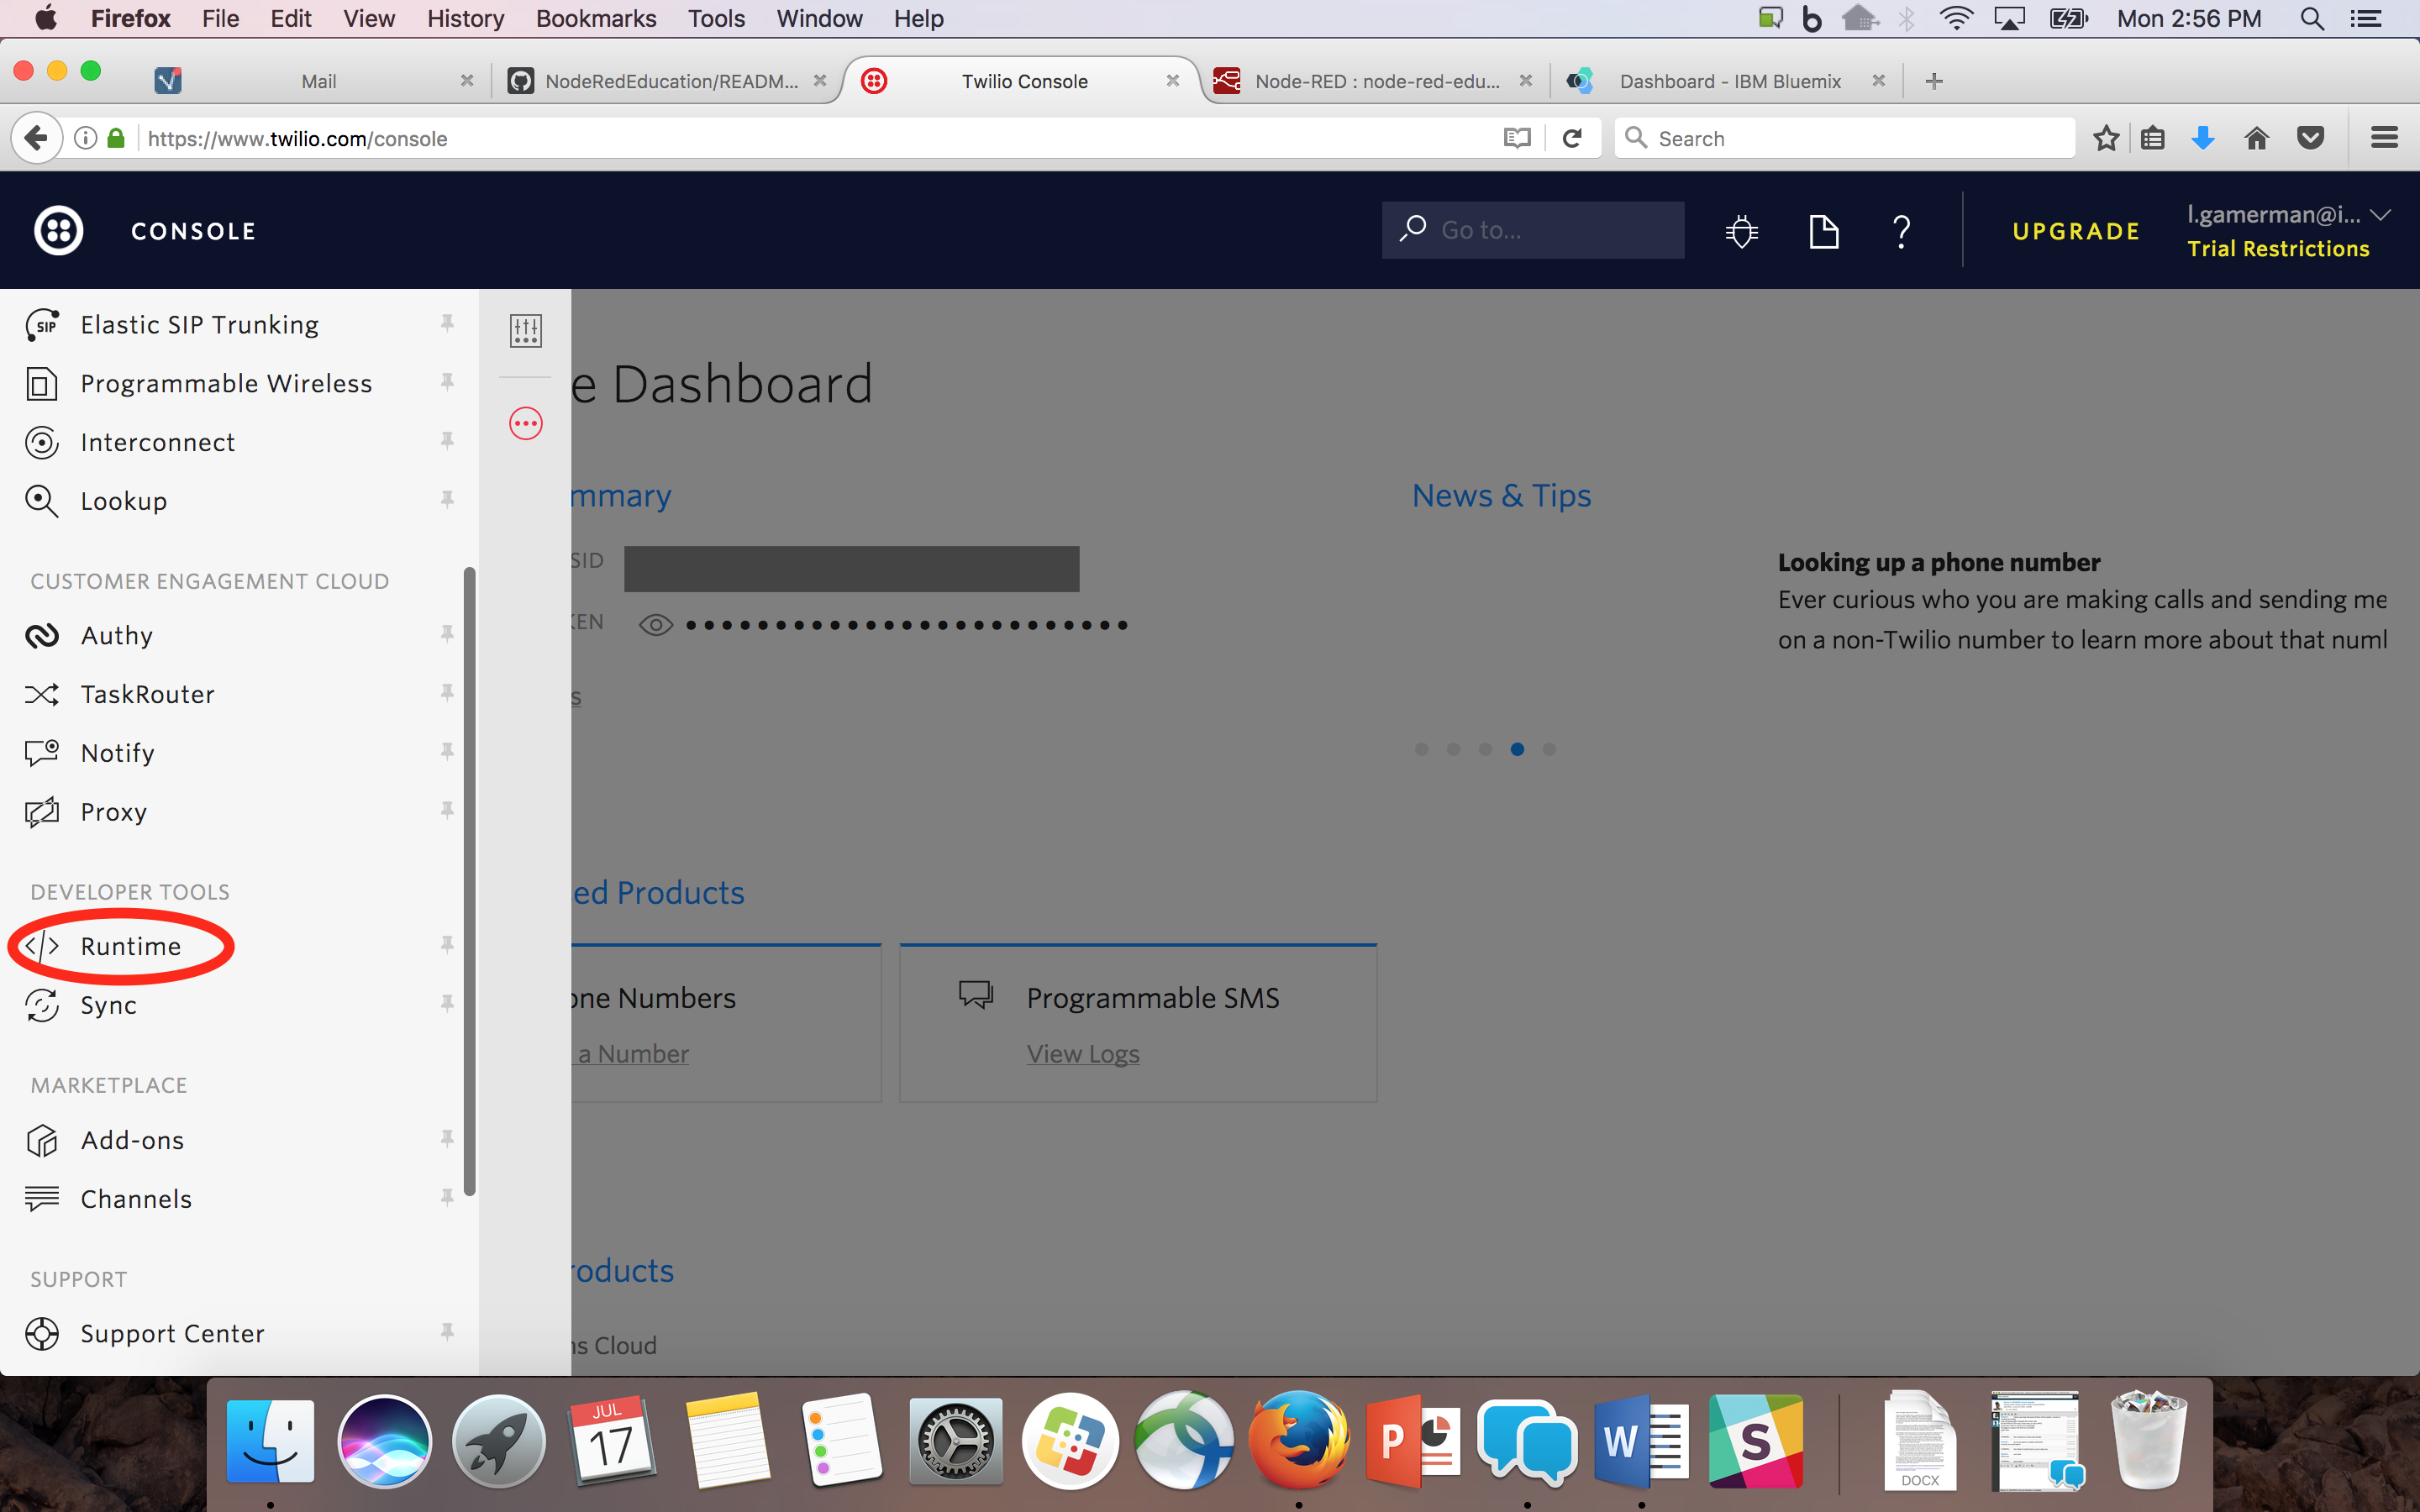 Firefox File Edit View History Bookmarks Tools Window Help Mon 2:56 PM
Mail NodeRedEducation/READM... Twilio Console Node-RED : node-red-edu... Dashboard - IBM Bluemix
https://www.twilio.com/console Search
CONSOLE Go to... UPGRADE l.gamerman@i...
Trial Restrictions
SIP Elastic SIP Trunking
Programmable Wireless
Interconnect
Lookup
CUSTOMER ENGAGEMENT CLOUD
Authy
TaskRouter
Notify
Proxy
DEVELOPER TOOLS
Runtime
Sync
MARKETPLACE
Add-ons
Channels
SUPPORT
Support Center
e Dashboard
mmary
SID
KEN
s
News & Tips
Looking up a phone number
Ever curious who you are making calls and sending me
on a non-Twilio number to learn more about that numl
ed Products
one Numbers
a Number
Programmable SMS
View Logs
roducts
ns Cloud
JUL
17
P
W
S
DOCX